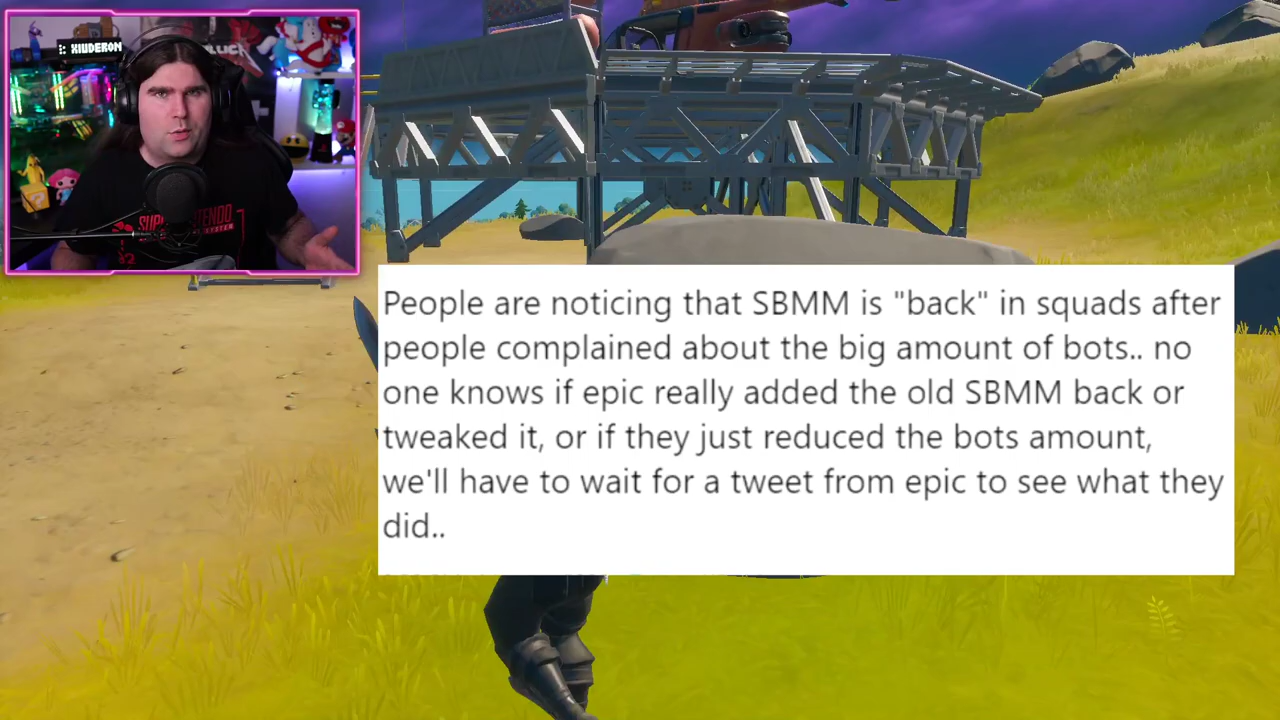 XIUDEROM
People are noticing that SBMM is "back" in squads after
people complained about the big amount of bots.. no
one knows if epic really added the old SBMM back or
tweaked it, or if they just reduced the bots amount,
we'll have to wait for a tweet from epic to see what they
did..